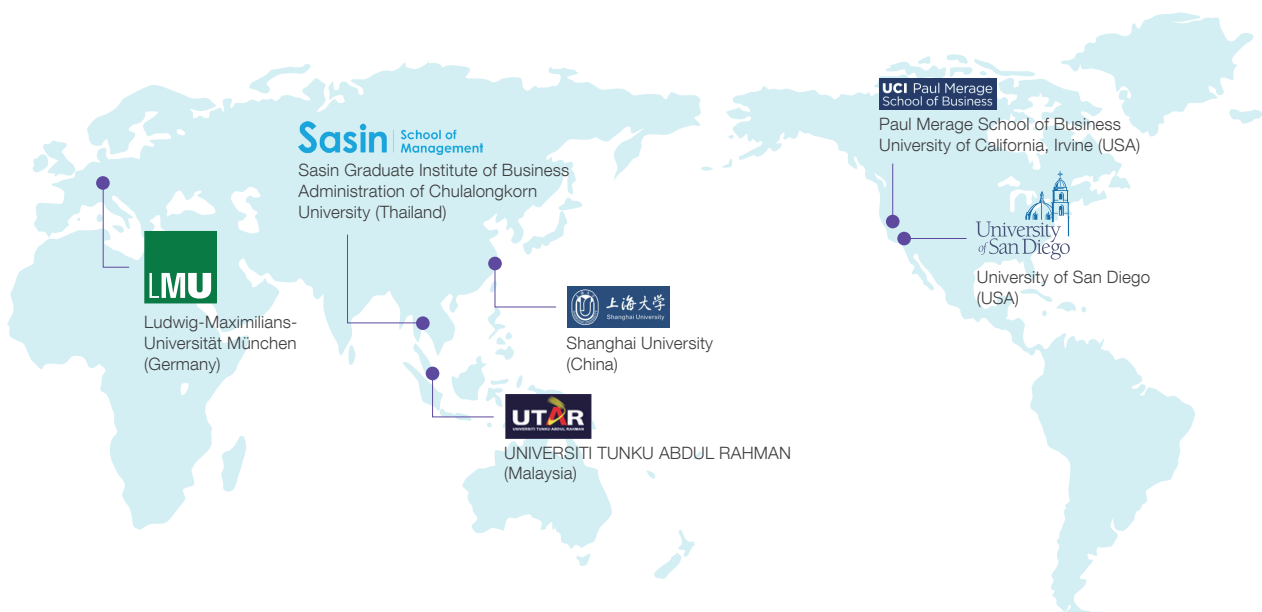 UCI Paul Merage
School of Business
Paul Merage School of Business
University of California, Irvine (USA)
Sasin School of
Management
Sasin Graduate Institute of Business
Administration of Chulalongkorn
University (Thailand)
University
of San Diego
University of San Diego
(USA)
LMU
Ludwig-Maximilians-
Universität München
(Germany)
上海大学
Shanghai University
Shanghai University
(China)
UTAR
UNIVERSITI TUNKU ABDUL RAHMAN
UNIVERSITI TUNKU ABDUL RAHMAN
(Malaysia)